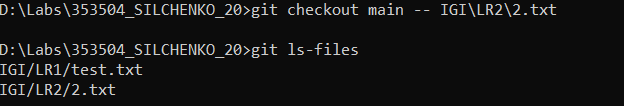 D:\Labs\353504_SILCHENKO_20>git checkout main -- IGI\LR2\2.txt
D:\Labs\353504_SILCHENKO_20>git ls-files
IGI/LR1/test.txt
IGI/LR2/2.txt